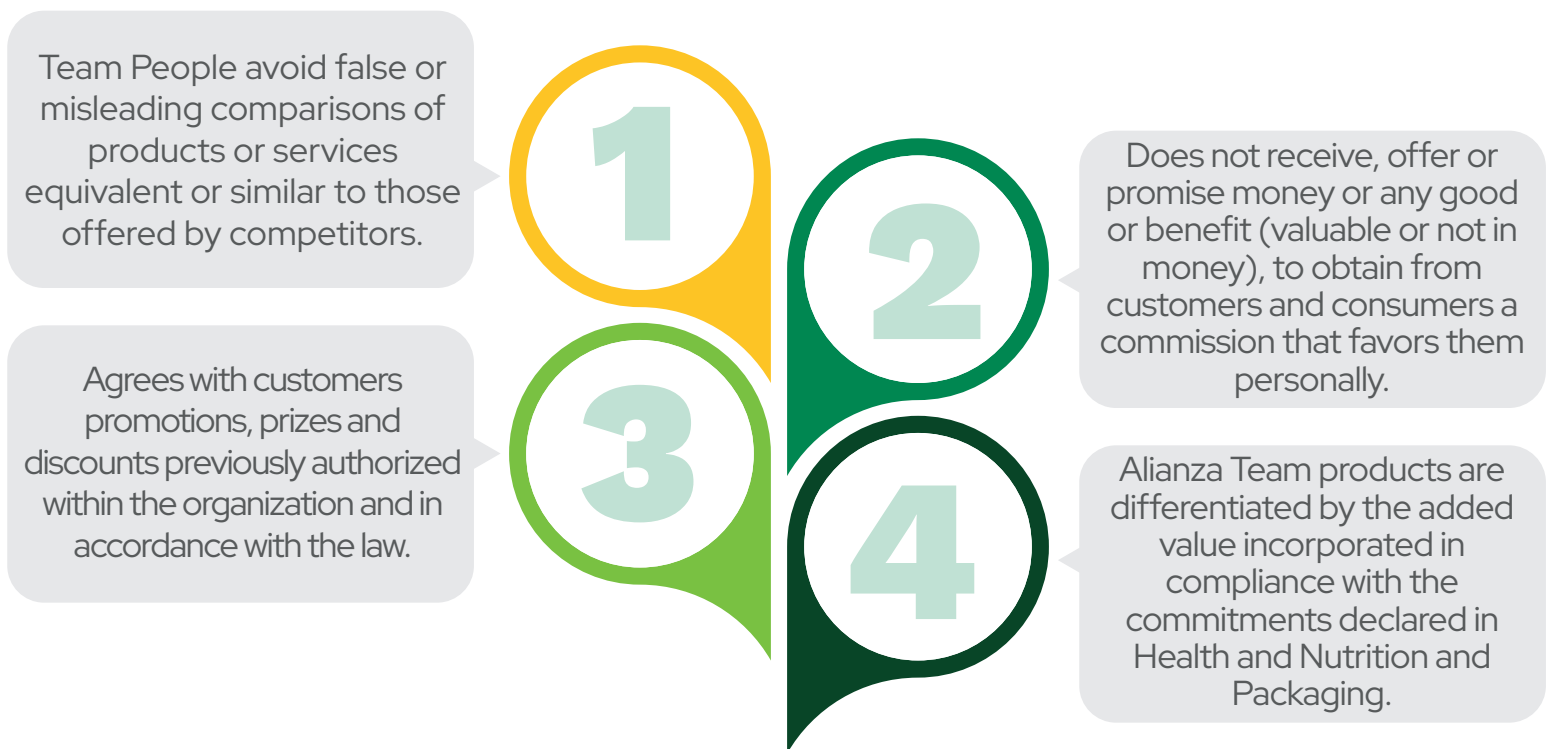 1
Team People avoid false or
misleading comparisons of
products or services
equivalent or similar to those
offered by competitors.
2
Does not receive, offer or
promise money or any good
or benefit (valuable or not in
money), to obtain from
customers and consumers a
commission that favors them
personally.
3
Agrees with customers
promotions, prizes and
discounts previously authorized
within the organization and in
accordance with the law.
4
Alianza Team products are
differentiated by the added
value incorporated in
compliance with the
commitments declared in
Health and Nutrition and
Packaging.